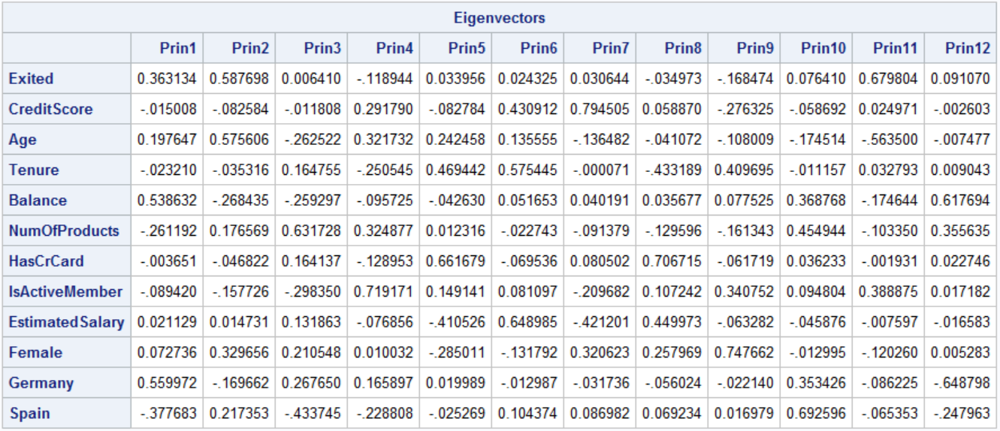 Eigenvectors
Prin1 Prin2 Prin3 Prin4 Prin5 Prin6 Prin7 Prin8 Prin9 Prin10 Prin11 Prin12
Exited 0.363134 0.587698 0.006410 -.118944 0.033956 0.024325 0.030644 -.034973 -.168474 0.076410 0.679804 0.091070
CreditScore -.015008 -.082584 -.011808 0.291790 -.082784 0.430912 0.794505 0.058870 -.276325 -.058692 0.024971 -.002603
Age 0.197647 0.575606 -.262522 0.321732 0.242458 0.135555 -.136482 -.041072 -.108009 -.174514 -.563500 -.007477
Tenure -.023210 -.035316 0.164755 -.250545 0.469442 0.575445 -.000071 -.433189 0.409695 -.011157 0.032793 0.009043
Balance 0.538632 -.268435 -.259297 -.095725 -.042630 0.051653 0.040191 0.035677 0.077525 0.368768 -.174644 0.617694
NumOfProducts -.261192 0.176569 0.631728 0.324877 0.012316 -.022743 -.091379 -.129596 -.161343 0.454944 -.103350 0.355635
HasCrCard -.003651 -.046822 0.164137 -.128953 0.661679 -.069536 0.080502 0.706715 -.061719 0.036233 -.001931 0.022746
IsActiveMember -.089420 -.157726 -.298350 0.719171 0.149141 0.081097 -.209682 0.107242 0.340752 0.094804 0.388875 0.017182
EstimatedSalary 0.021129 0.014731 0.131863 -.076856 -.410526 0.648985 -.421201 0.449973 -.063282 -.045876 -.007597 -.016583
Female 0.072736 0.329656 0.210548 0.010032 -.285011 -.131792 0.320623 0.257969 0.747662 -.012995 -.120260 0.005283
Germany 0.559972 -.169662 0.267650 0.165897 0.019989 -.012987 -.031736 -.056024 -.022140 0.353426 -.086225 -.648798
Spain -.377683 0.217353 -.433745 -.228808 -.025269 0.104374 0.086982 0.069234 0.016979 0.692596 -.065353 -.247963